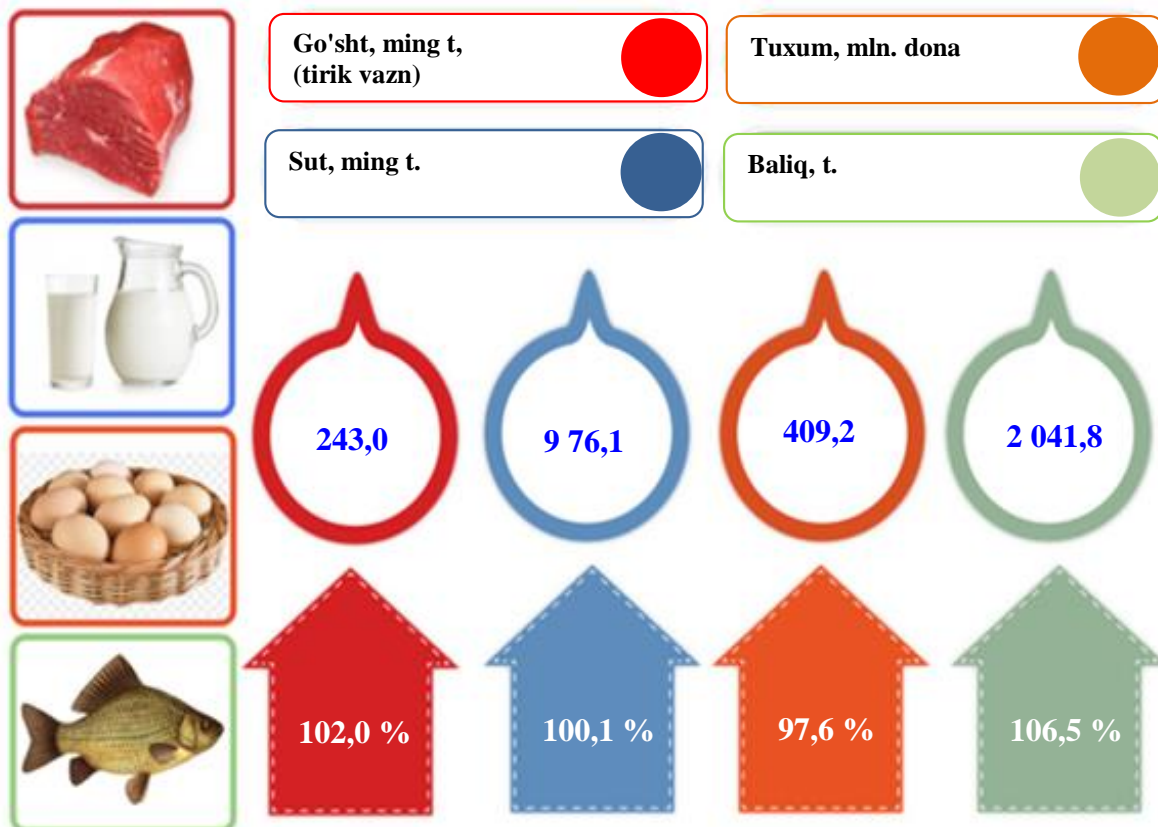 Go'sht, ming t,
(tirik vazn)
Tuxum, mln. dona
Sut, ming t.
Baliq, t.
243,0
9 76,1
409,2
2 041,8
102,0 %
100,1 %
97,6 %
106,5 %